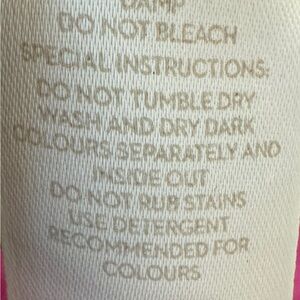 DAMP
DO NOT BLEACH
SPECIAL INSTRUCTIONS:
DO NOT TUMBLE DRY
WASH AND DRY DARK
COLOURS SEPARATELY AND
INSIDE OUT
DO NOT RUB STAINS
USE DETERGENT
RECOMMENDED FOR
COLOURS